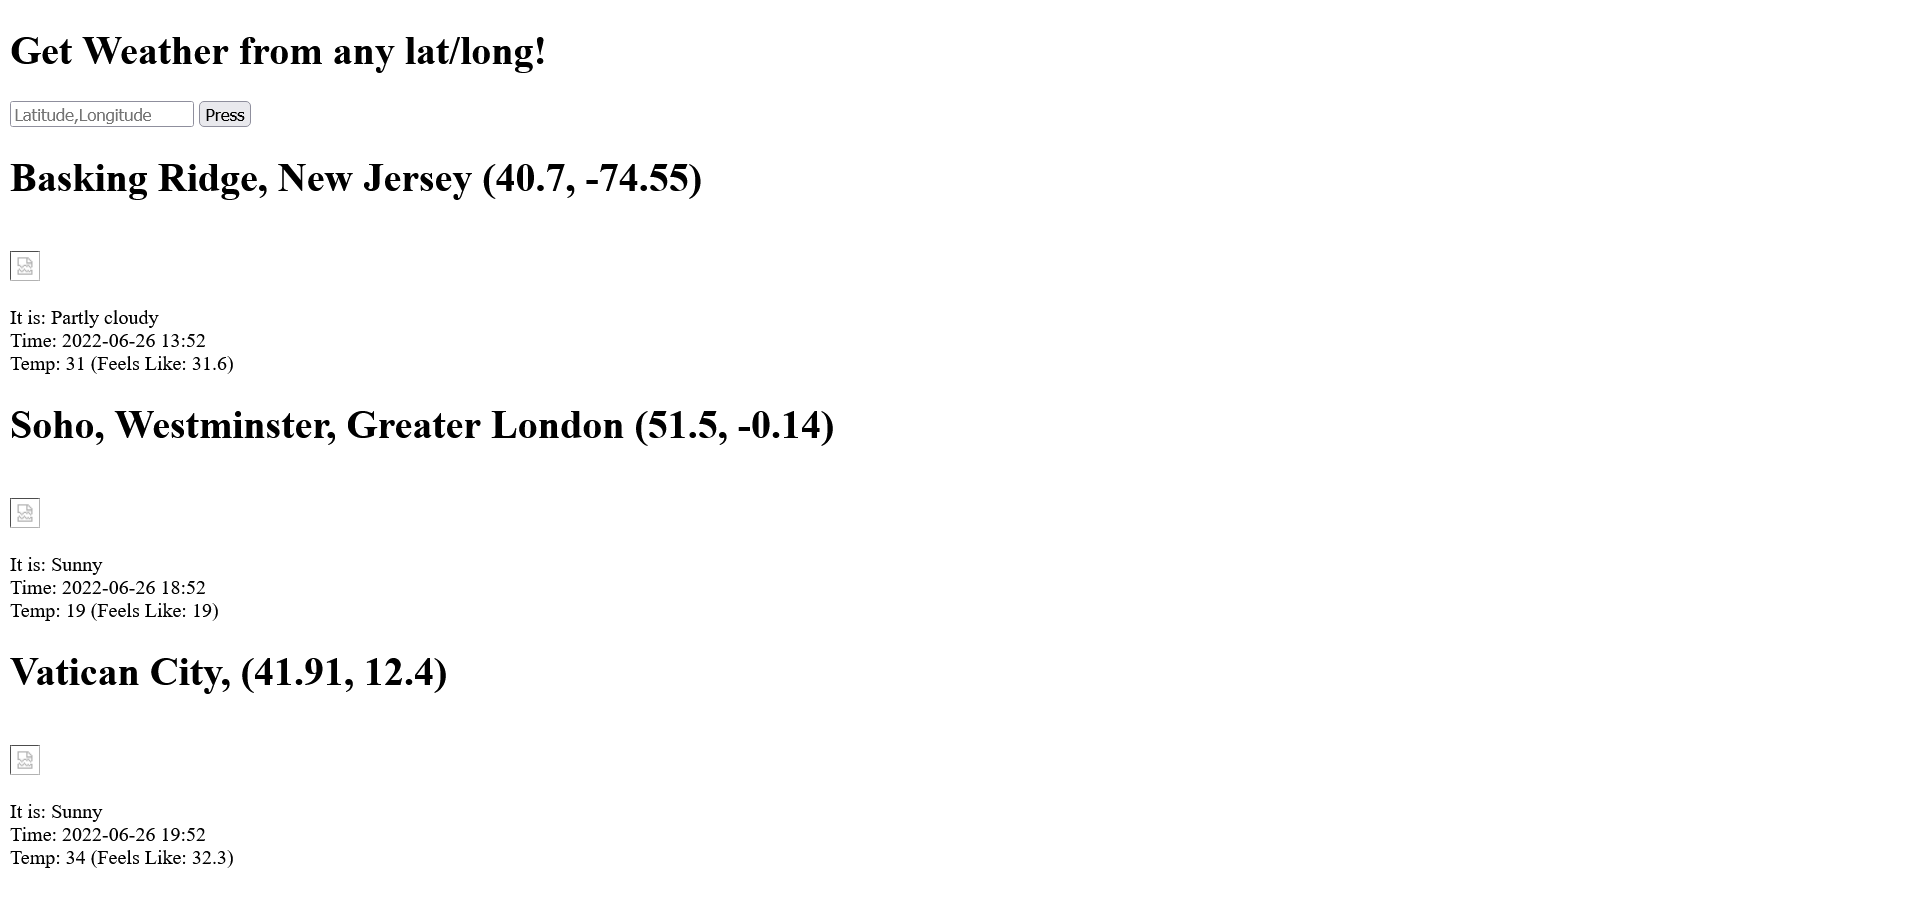 Get Weather from any lat/long!
Latitude,Longitude Press
Basking Ridge, New Jersey (40.7, -74.55)
It is: Partly cloudy
Time: 2022-06-26 13:52
Temp: 31 (Feels Like: 31.6)
Soho, Westminster, Greater London (51.5, -0.14)
It is: Sunny
Time: 2022-06-26 18:52
Temp: 19 (Feels Like: 19)
Vatican City, (41.91, 12.4)
It is: Sunny
Time: 2022-06-26 19:52
Temp: 34 (Feels Like: 32.3)